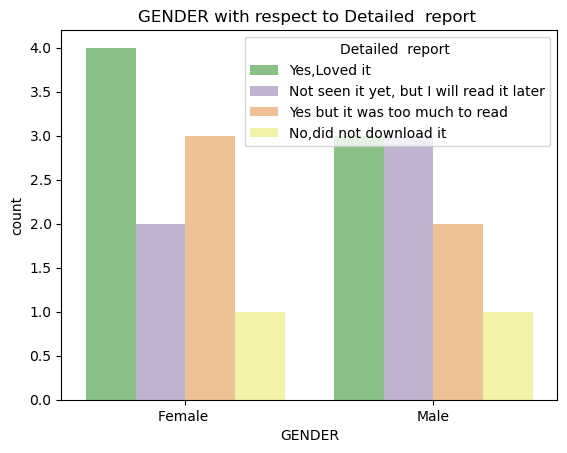 GENDER with respect to Detailed  report
Detailed  report
Yes,Loved it
Not seen it yet, but I will read it later
Yes but it was too much to read
No,did not download it
4.0
3.5
3.0
2.5
2.0
1.5
1.0
0.5
0.0
count
Female
Male
GENDER